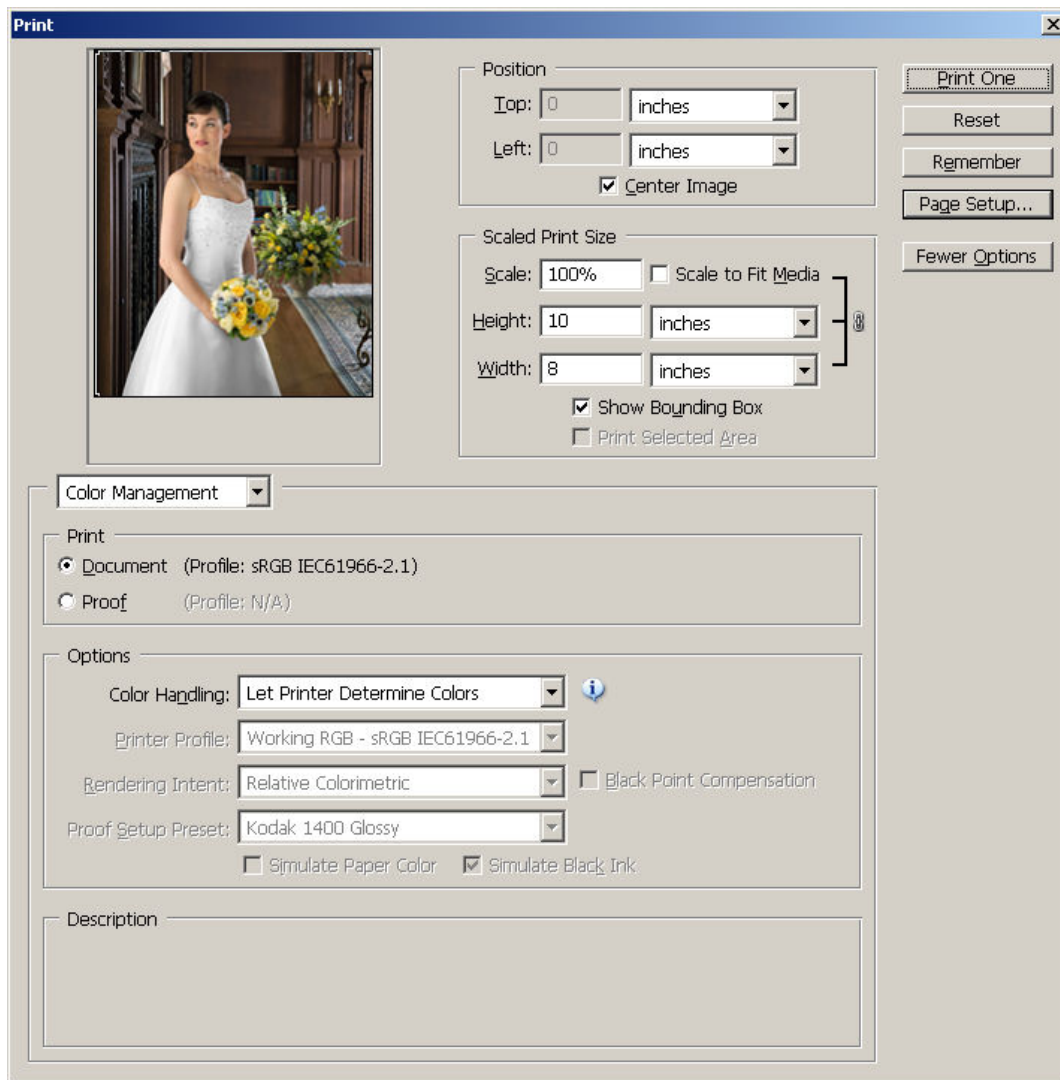 Print
Position
Top: 0 inches
Left: 0 inches
Center Image
Print One
Reset
Remember
Page Setup...
Fewer Options
Scaled Print Size
Scale: 100% Scale to Fit Media
Height: 10 inches
Width: 8 inches
Show Bounding Box
Print Selected Area
Color Management
Print
Document (Profile: sRGB IEC61966-2.1)
Proof (Profile: N/A)
Options
Color Handling: Let Printer Determine Colors
Printer Profile: Working RGB - sRGB IEC61966-2.1
Rendering Intent: Relative Colorimetric Black Point Compensation
Proof Setup Preset: Kodak 1400 Glossy
Simulate Paper Color Simulate Black Ink
Description